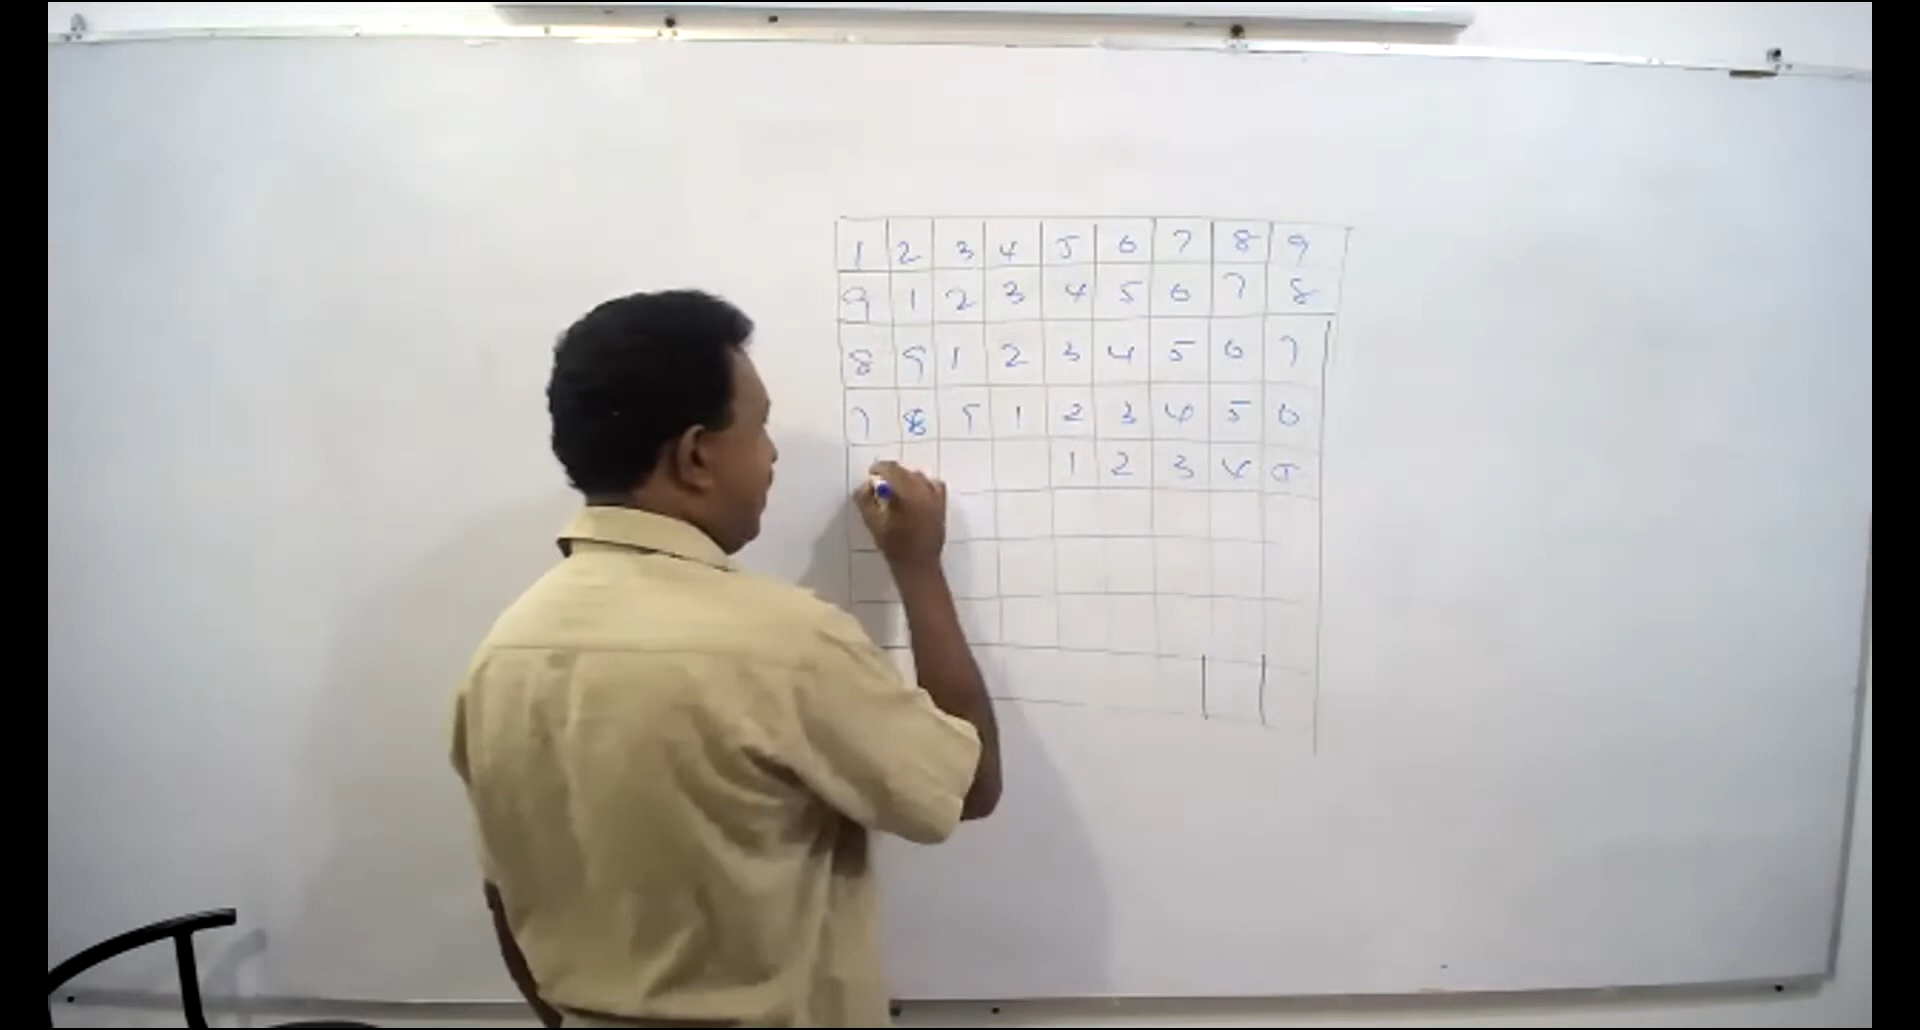 1 2 3 4 5 6 7 8 9
9 1 2 3 4 5 6 7 8
8 9 1 2 3 4 5 6 7
7 8 9 1 2 3 4 5 6
1 2 3 4 5